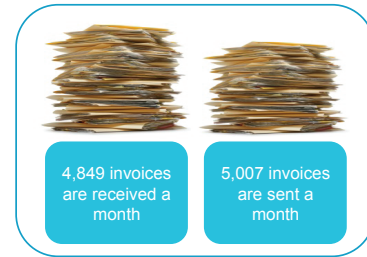 4,849 invoices
are received a
month
5,007 invoices
are sent a
month